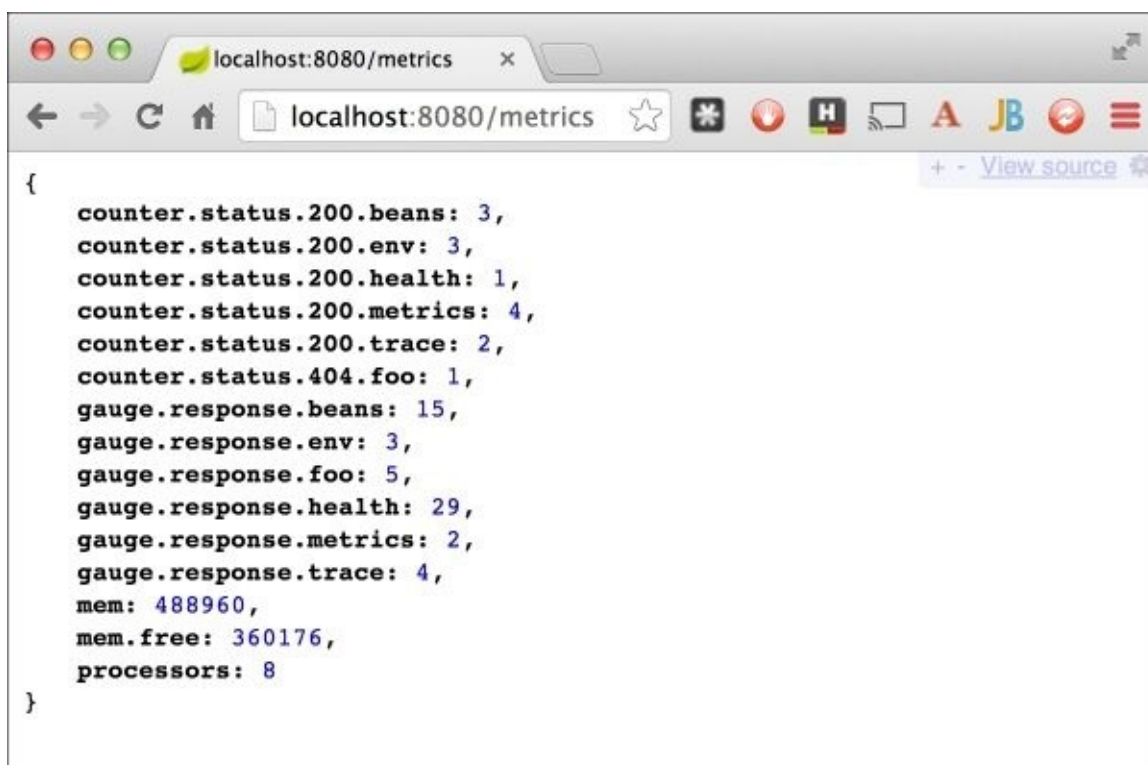 localhost:8080/metrics ×
localhost:8080/metrics H A JB
+ - View source
{
counter.status.200.beans: 3,
counter.status.200.env: 3,
counter.status.200.health: 1,
counter.status.200.metrics: 4,
counter.status.200.trace: 2,
counter.status.404.foo: 1,
gauge.response.beans: 15,
gauge.response.env: 3,
gauge.response.foo: 5,
gauge.response.health: 29,
gauge.response.metrics: 2,
gauge.response.trace: 4,
mem: 488960,
mem.free: 360176,
processors: 8
}